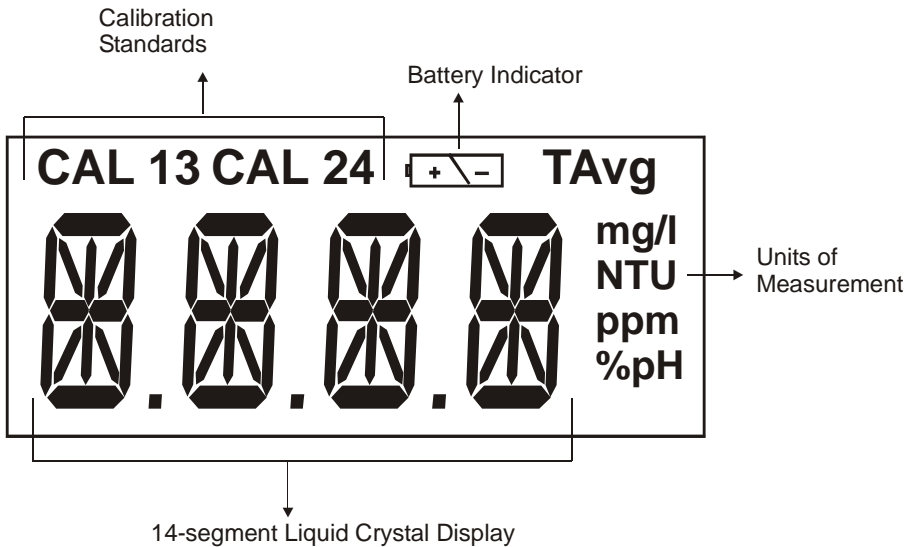 Calibration
Standards
Battery Indicator
CAL 13 CAL 24 + - TAvg
mg/l
NTU
ppm
%pH
Units of
Measurement
14-segment Liquid Crystal Display